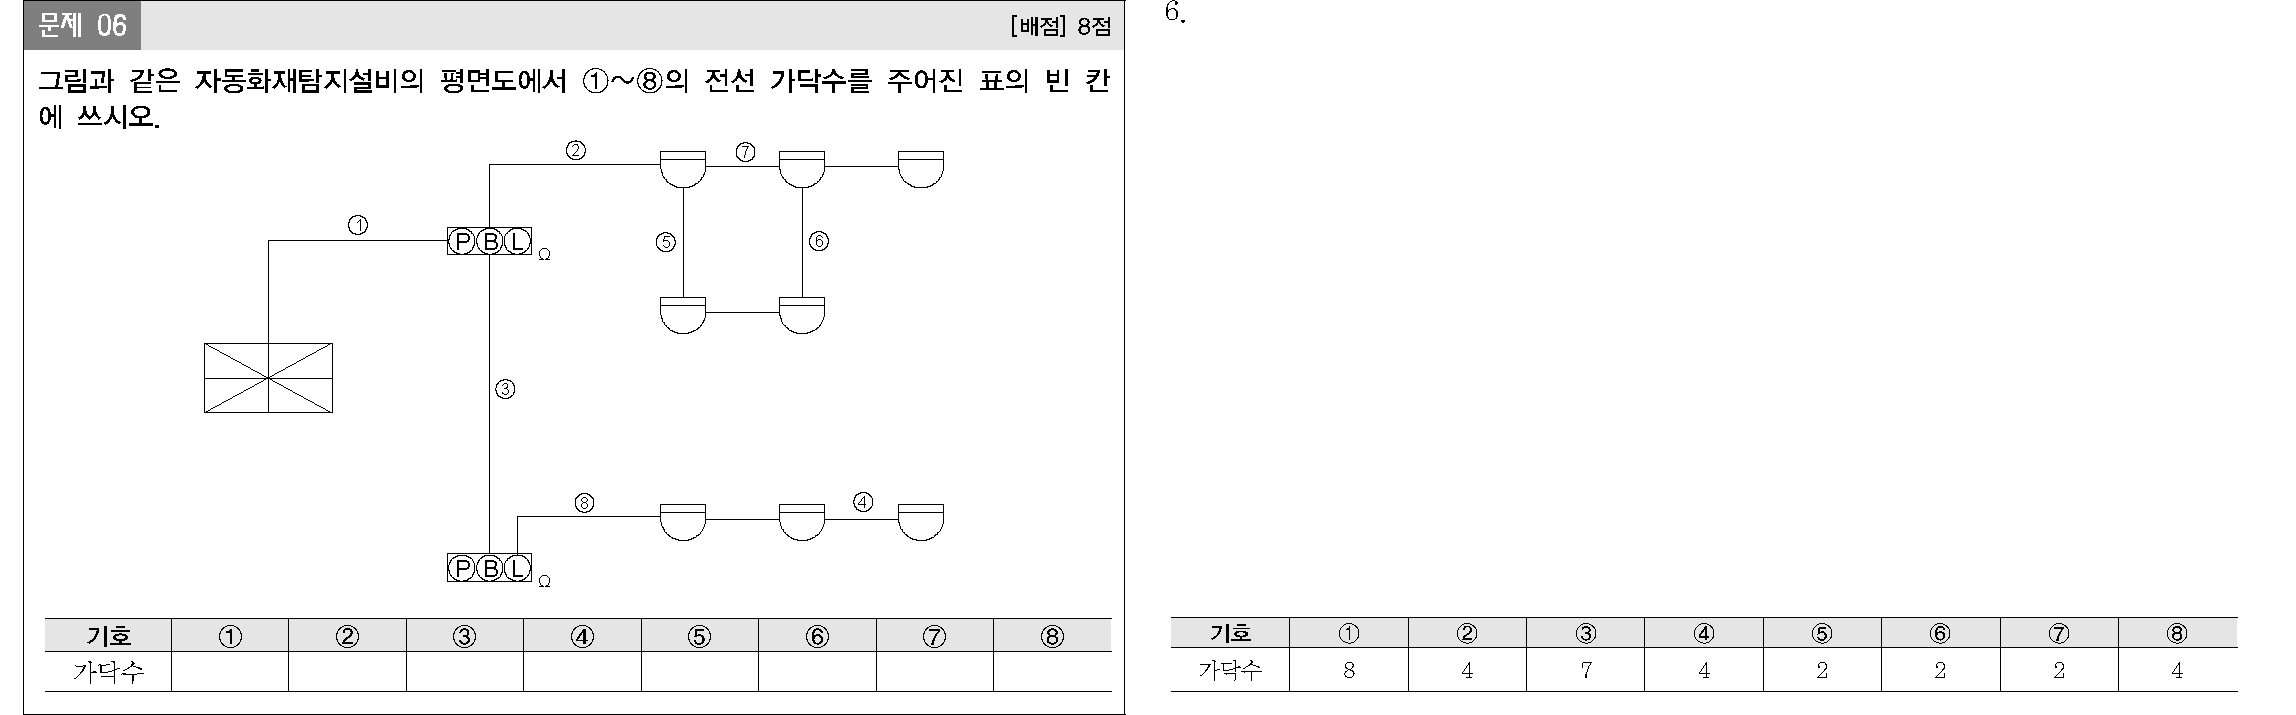 문제 06 [배점] 8점
그림과 같은 자동화재탐지설비의 평면도에서 ①～⑧의 전선 가닥수를 주어진 표의 빈 칸
에 쓰시오.
② ⑦
①
P B L Ω
⑤ ⑥
③
⑧ ④
P B L Ω
기호 ① ② ③ ④ ⑤ ⑥ ⑦ ⑧
가닥수
6.
기호 ① ② ③ ④ ⑤ ⑥ ⑦ ⑧
가닥수 8 4 7 4 2 2 2 4